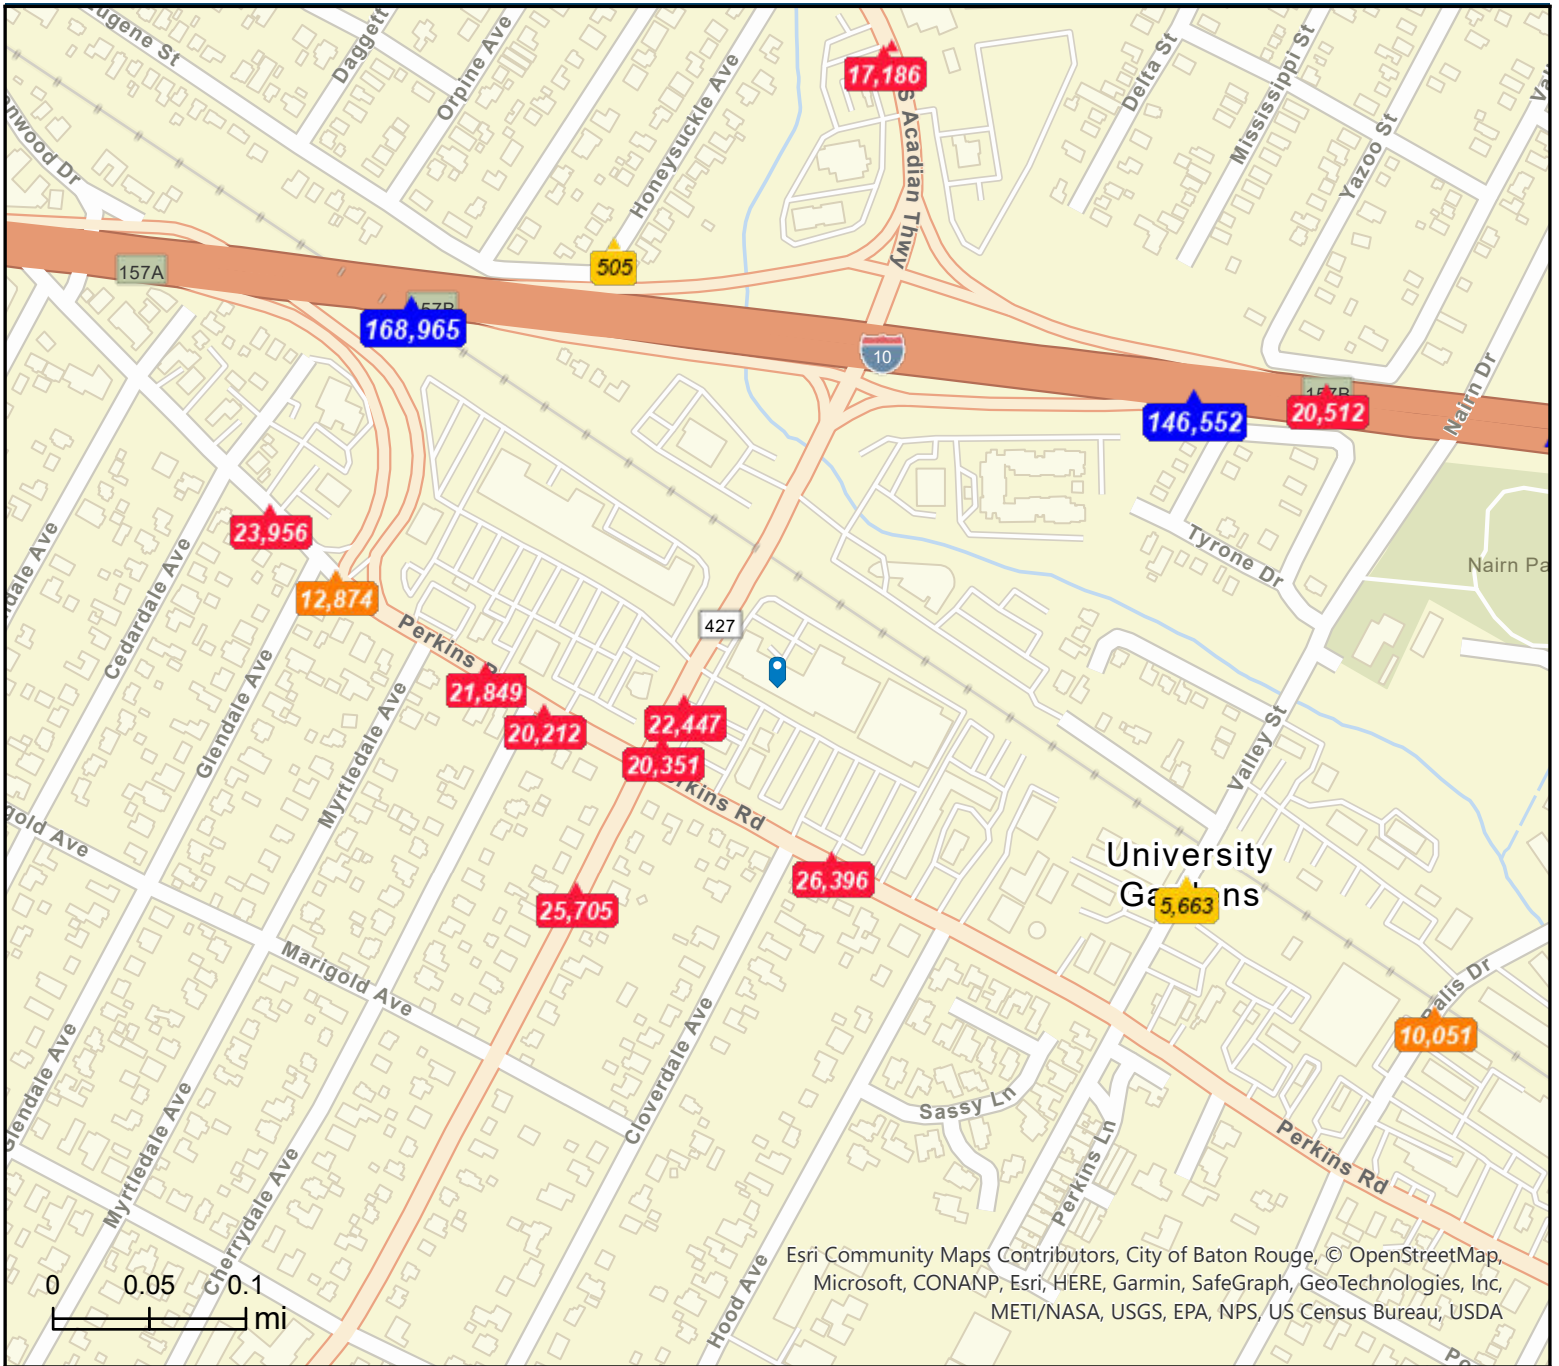 Eugene St
Daggett
Orpine Ave
Honeysuckle Ave
17,186
S Acadian Thwy
Delta St
Mississippi St
Yazoo St
505
157A
168,965
10
146,552
20,512
Nairn Dr
23,956
12,874
Cedardale Ave
Glendale Ave
Myrtledale Ave
427
Tyrone Dr
Nairn Pa
21,849
20,212
22,447
20,351
Perkins Rd
26,396
25,705
Valley St
University
Gardens
5,663
Marigold Ave
Cloverdale Ave
10,051
Glendale Ave
Myrtledale Ave
Cherrydale Ave
Sassy Ln
Perkins Ln
Perkins Rd
Hood Ave
0 0.05 0.1
mi
Esri Community Maps Contributors, City of Baton Rouge, © OpenStreetMap,
Microsoft, CONANP, Esri, HERE, Garmin, SafeGraph, GeoTechnologies, Inc,
METI/NASA, USGS, EPA, NPS, US Census Bureau, USDA